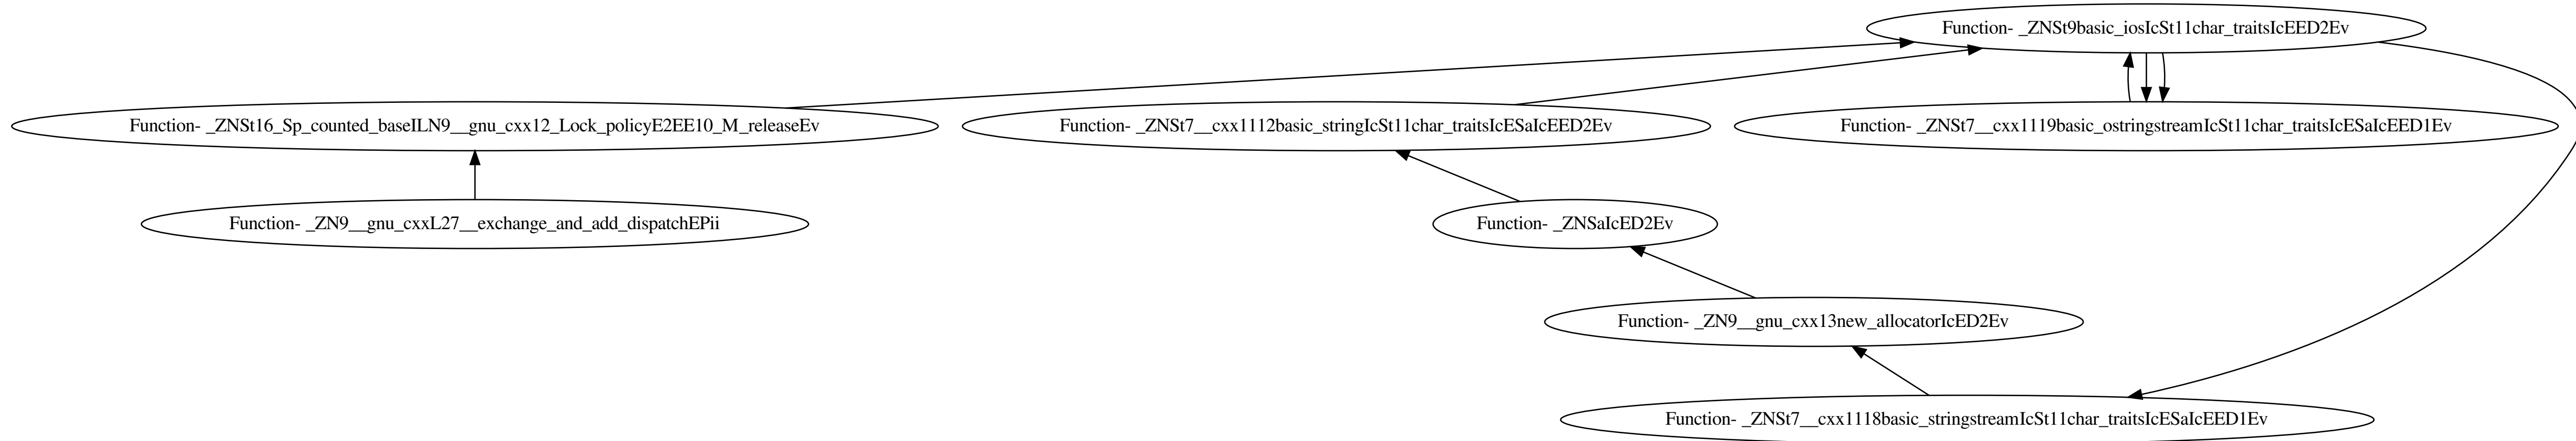 Function- _ZNSt9basic_iosIcSt11char_traitsIcEED2Ev
Function- _ZNSt16_Sp_counted_baseILN9__gnu_cxx12_Lock_policyE2EE10_M_releaseEv
Function- _ZNSt7__cxx1112basic_stringIcSt11char_traitsIcESaIcEED2Ev
Function- _ZNSt7__cxx1119basic_ostringstreamIcSt11char_traitsIcESaIcEED1Ev
Function- _ZN9__gnu_cxxL27__exchange_and_add_dispatchEPii
Function- _ZNSaIcED2Ev
Function- _ZN9__gnu_cxx13new_allocatorIcED2Ev
Function- _ZNSt7__cxx1118basic_stringstreamIcSt11char_traitsIcESaIcEED1Ev